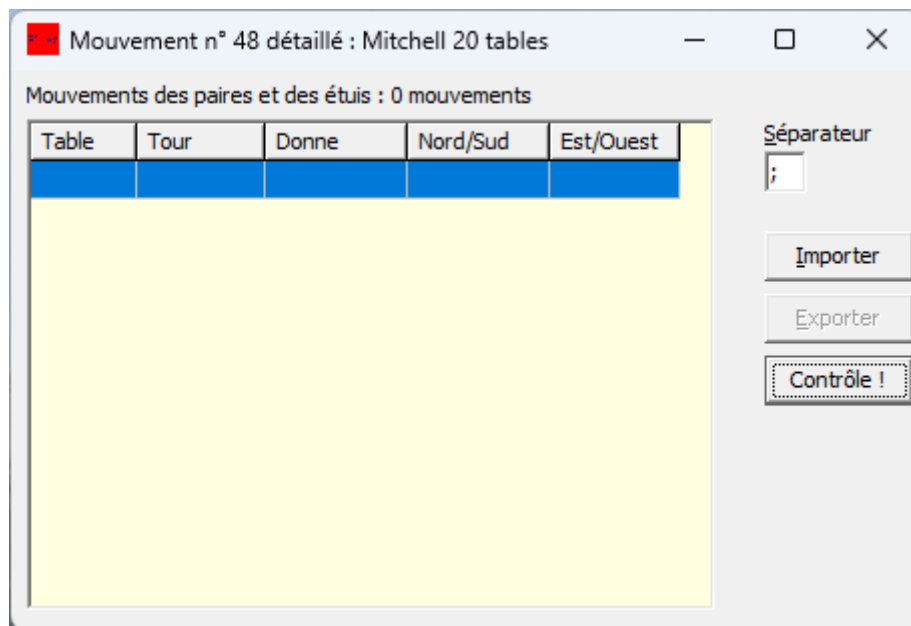 Mouvement n° 48 détaillé : Mitchell 20 tables
Mouvements des paires et des étuis : 0 mouvements
Table Tour Donne Nord/Sud Est/Ouest
Séparateur
;
Importer
Exporter
Contrôle !